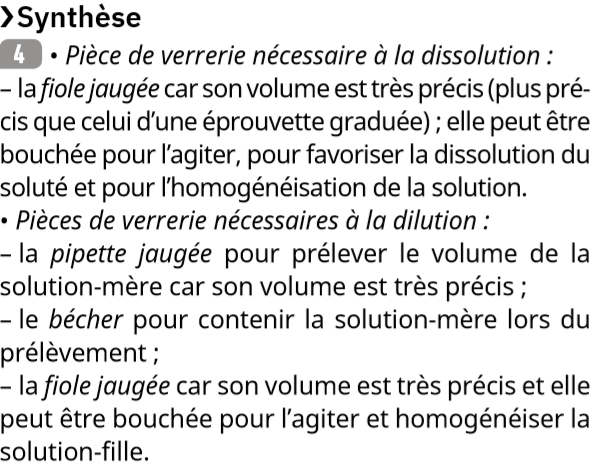 ❯Synthèse
4 • Pièce de verrerie nécessaire à la dissolution :
– la fiole jaugée car son volume est très précis (plus pré-
cis que celui d’une éprouvette graduée) ; elle peut être
bouchée pour l’agiter, pour favoriser la dissolution du
soluté et pour l’homogénéisation de la solution.
• Pièces de verrerie nécessaires à la dilution :
– la pipette jaugée pour prélever le volume de la
solution-mère car son volume est très précis ;
– le bécher pour contenir la solution-mère lors du
prélèvement ;
– la fiole jaugée car son volume est très précis et elle
peut être bouchée pour l’agiter et homogénéiser la
solution-fille.